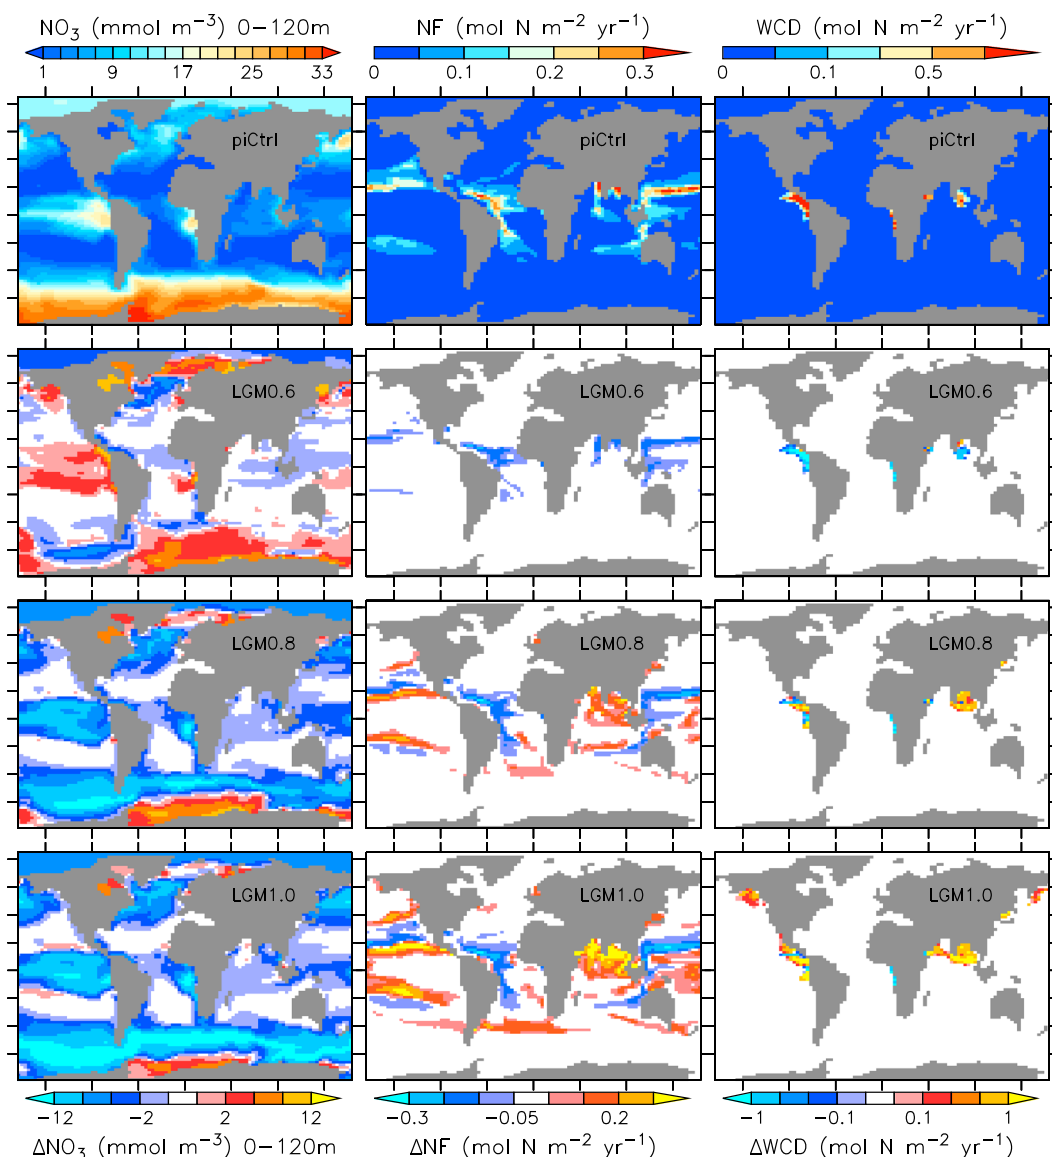 NO₃ (mmol m⁻³) 0−120m
NF (mol N m⁻² yr⁻¹)
WCD (mol N m⁻² yr⁻¹)
1 9 17 25 33
0 0.1 0.2 0.3
0 0.1 0.5
piCtrl
piCtrl
piCtrl
LGM0.6
LGM0.6
LGM0.6
LGM0.8
LGM0.8
LGM0.8
LGM1.0
LGM1.0
LGM1.0
−12 −2 2 12
−0.3 −0.05 0.2
−1 −0.1 0.1 1
ΔNO₃ (mmol m⁻³) 0−120m
ΔNF (mol N m⁻² yr⁻¹)
ΔWCD (mol N m⁻² yr⁻¹)